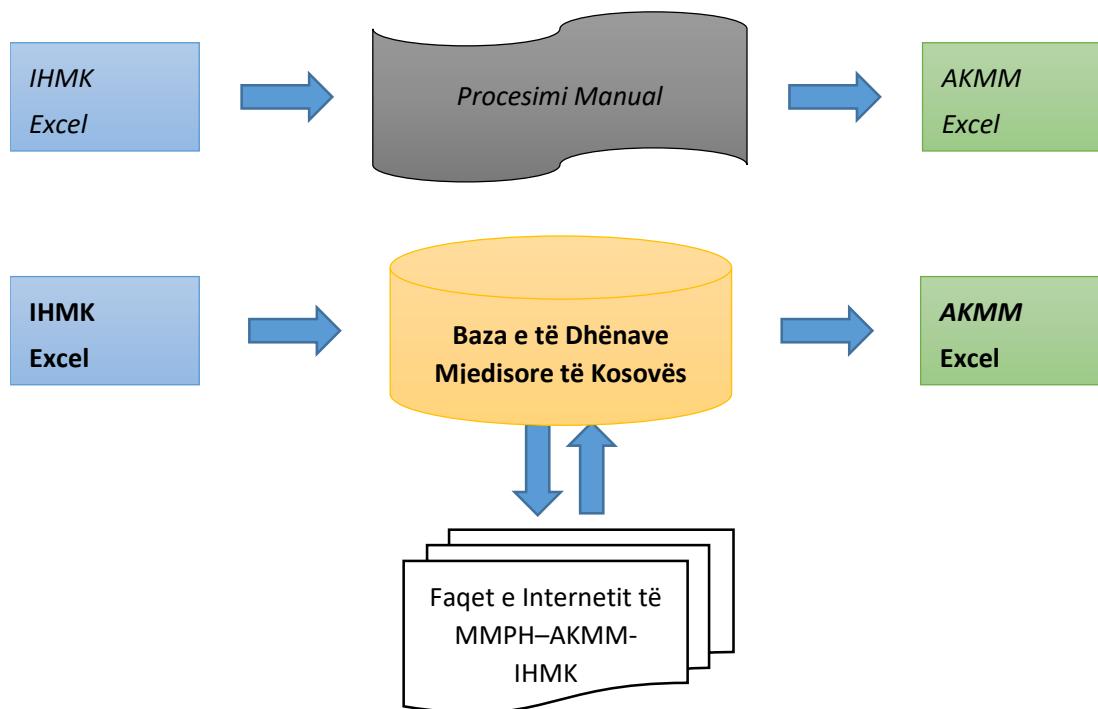 IHMK
Excel
Procesimi Manual
AKMM
Excel
IHMK
Excel
Baza e të Dhënave
Mjedisore të Kosovës
AKMM
Excel
Faqet e Internetit të
MMPH–AKMM-
IHMK